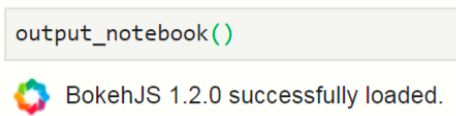 output_notebook()
BokehJS 1.2.0 successfully loaded.